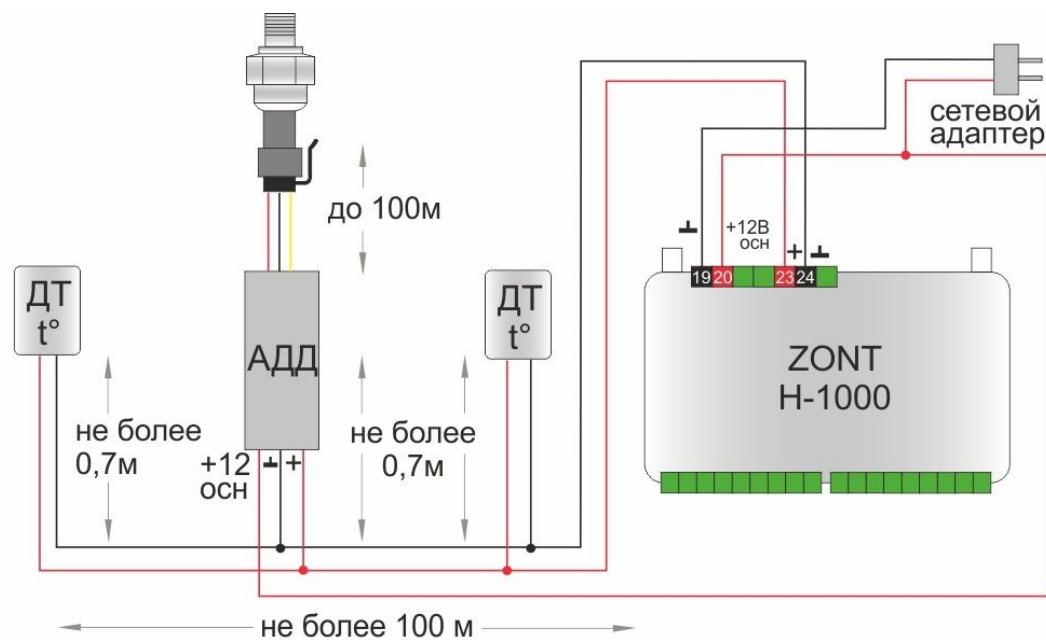 сетевой
адаптер
до 100м
+12В
осн
+
19 20 23 24
ДТ
t°
АДД
ДТ
t°
ZONT
H-1000
не более
0,7м
не более
0,7м
+12
осн
+
не более 100 м